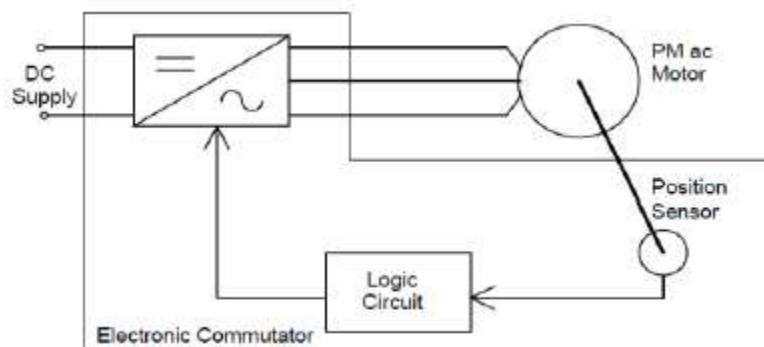 DC
Supply
PM ac
Motor
Position
Sensor
Logic
Circuit
Electronic Commutator